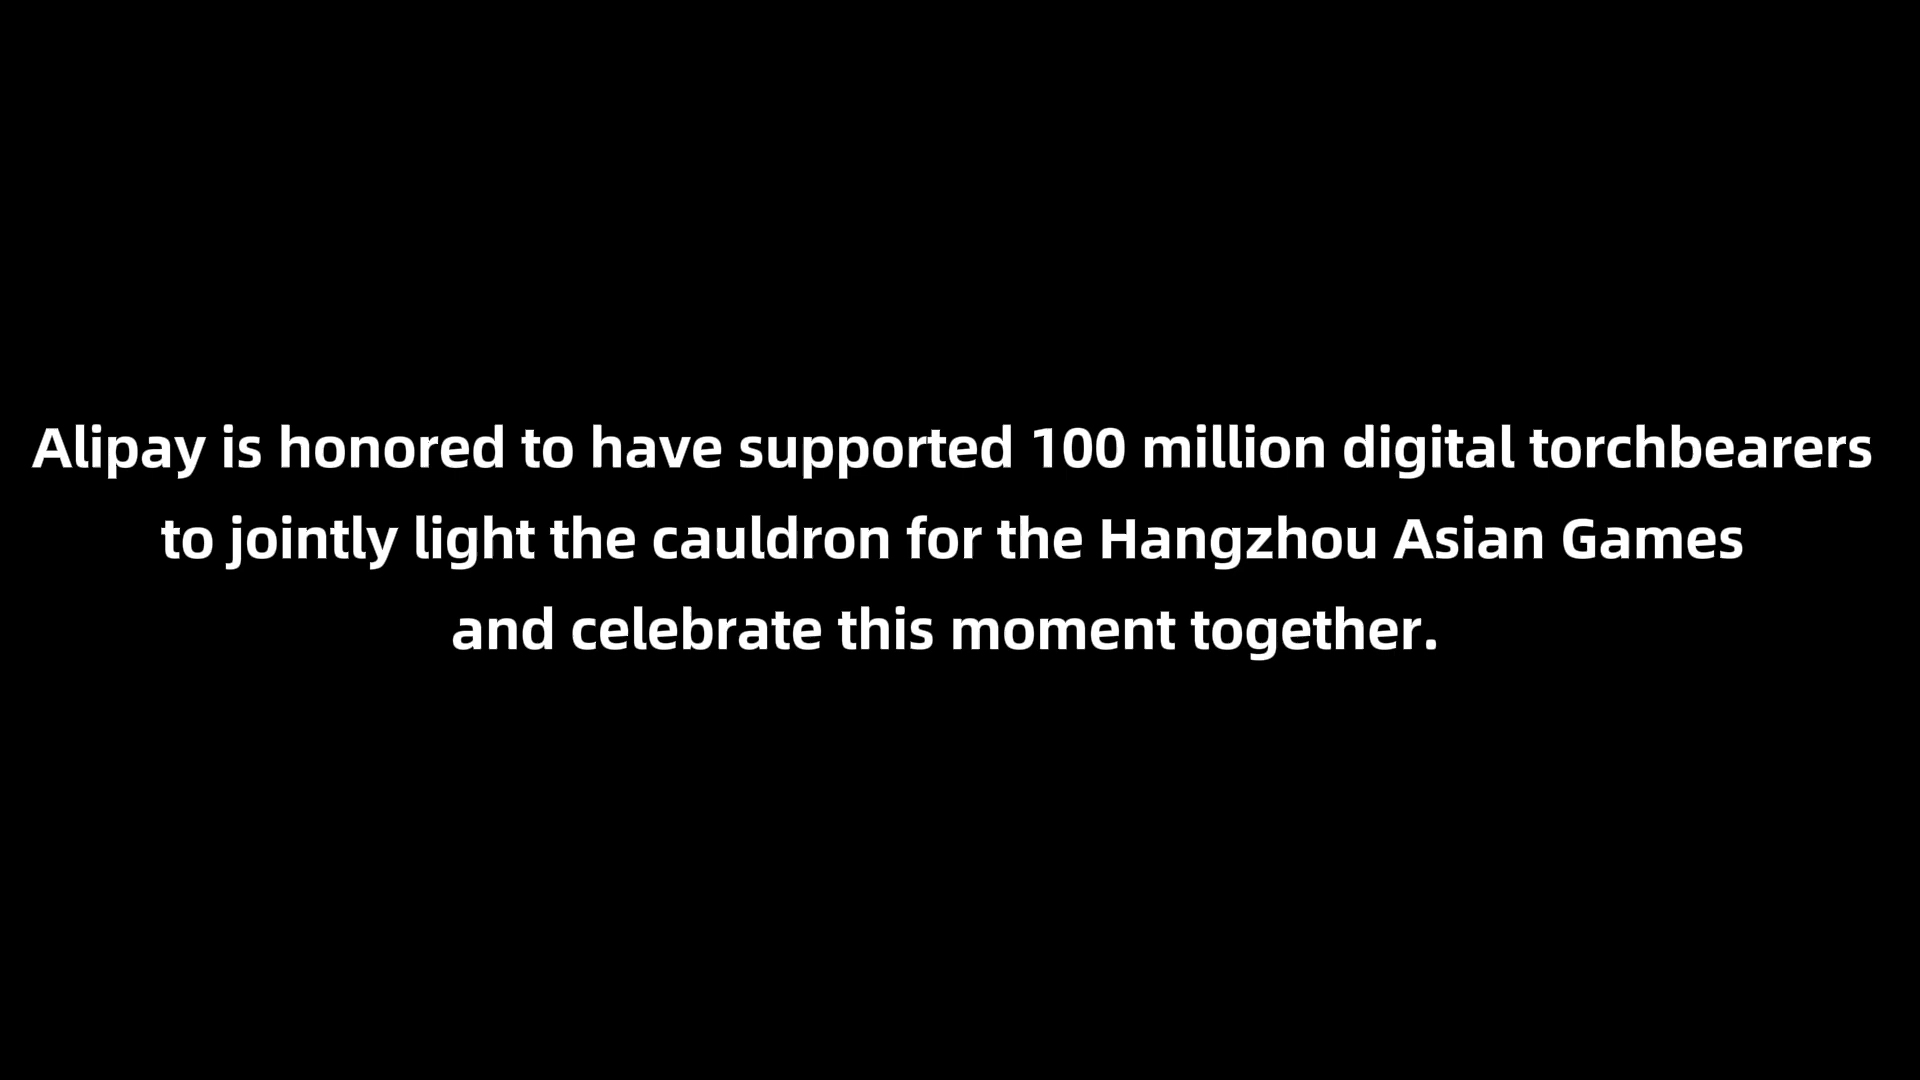 Alipay is honored to have supported 100 million digital torchbearers
to jointly light the cauldron for the Hangzhou Asian Games
and celebrate this moment together.